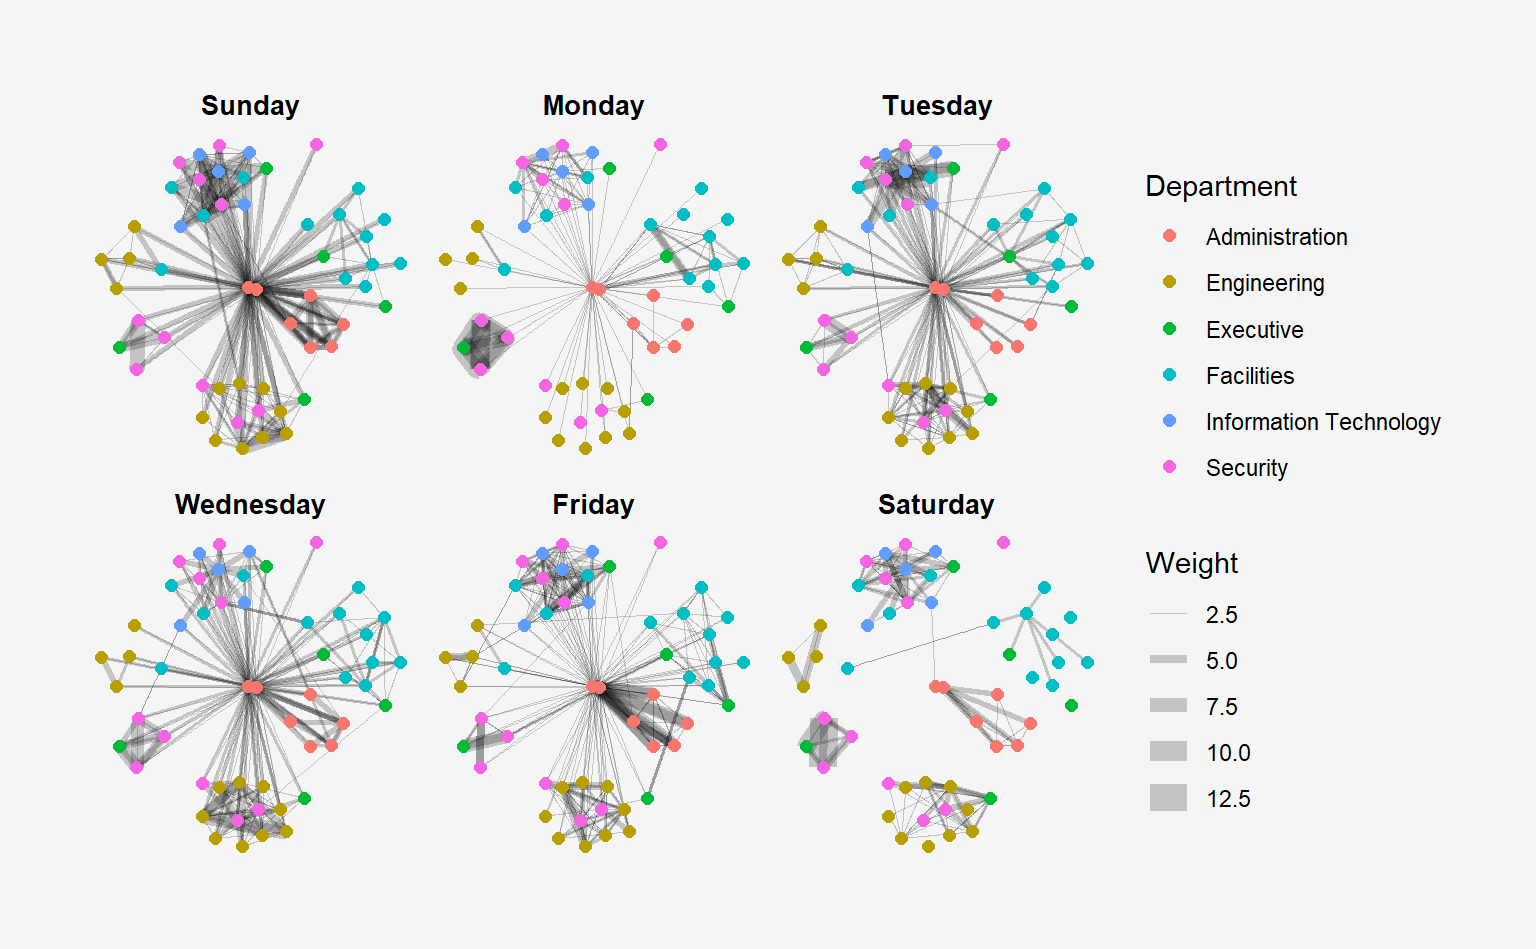 Sunday
Monday
Tuesday
Wednesday
Friday
Saturday
Department
Administration
Engineering
Executive
Facilities
Information Technology
Security
Weight
2.5
5.0
7.5
10.0
12.5